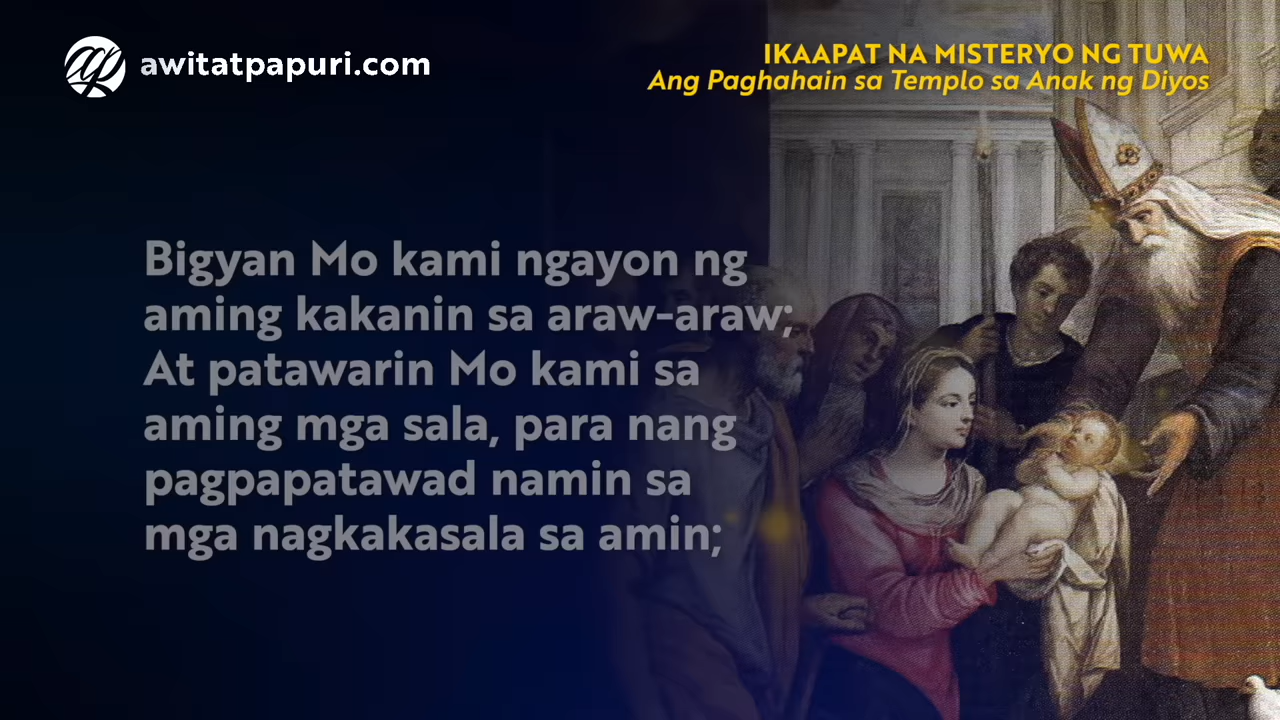 awitatpapuri.com
IKAAPAT NA MISTERYO NG TUWA
Ang Paghahain sa Templo sa Anak ng Diyos
Bigyan Mo kami ngayon ng
aming kakanin sa araw-araw;
At patawarin Mo kami sa
aming mga sala, para nang
pagpapatawad namin sa
mga nagkakasala sa amin;